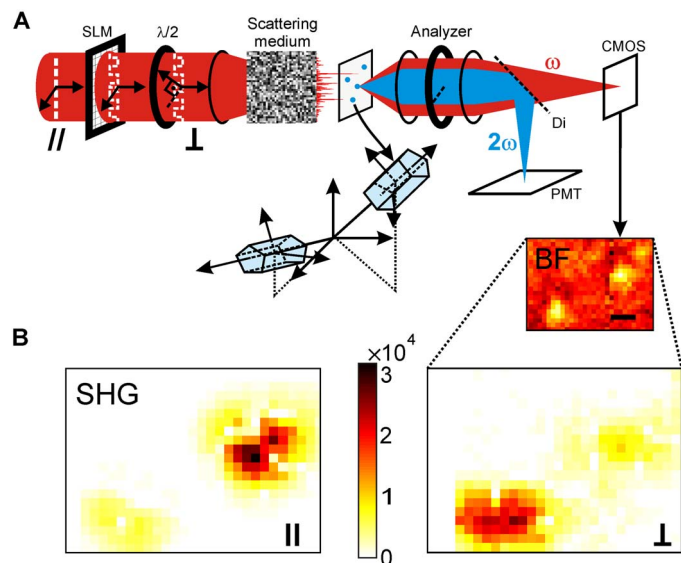 A
SLM
λ/2
Scattering
medium
Analyzer
CMOS
ω
Di
2ω
PMT
//
⊥
BF
B
SHG
×10⁴
3
2
1
0
II
⊥